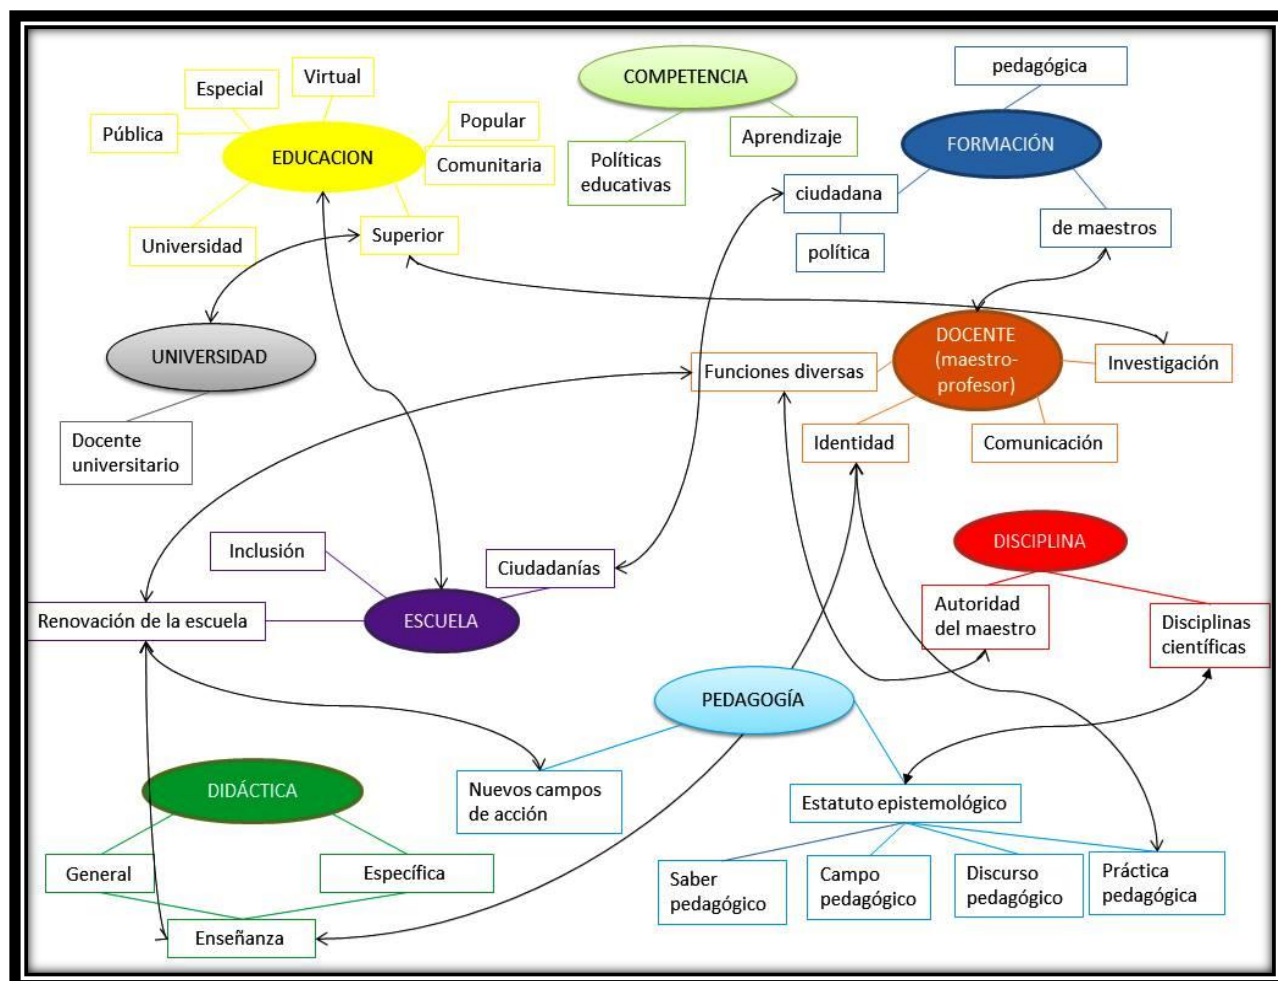 Virtual
Especial
Pública
Popular
EDUCACION
Comunitaria
Universidad
Superior
COMPETENCIA
Aprendizaje
Políticas
educativas
pedagógica
FORMACIÓN
ciudadana
política
de maestros
UNIVERSIDAD
Docente
universitario
DOCENTE
(maestro-
profesor)
Funciones diversas
Investigación
Identidad
Comunicación
Inclusión
Ciudadanías
Renovación de la escuela
ESCUELA
DISCIPLINA
Autoridad
del maestro
Disciplinas
científicas
PEDAGOGÍA
Nuevos campos
de acción
Estatuto epistemológico
Saber
pedagógico
Campo
pedagógico
Discurso
pedagógico
Práctica
pedagógica
DIDÁCTICA
General
Específica
Enseñanza